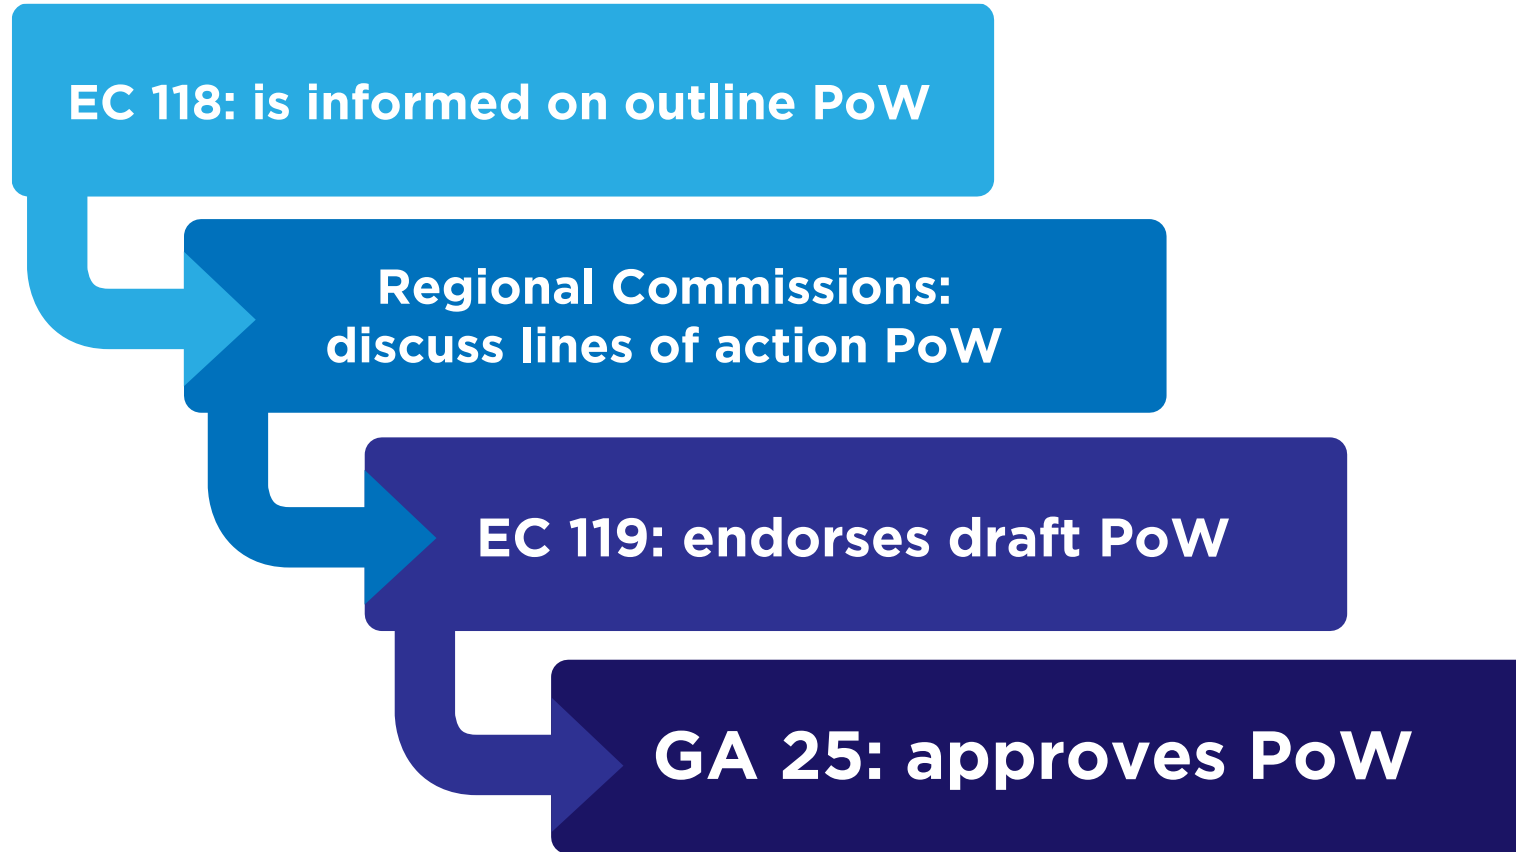 EC 118: is informed on outline PoW
Regional Commissions:
discuss lines of action PoW
EC 119: endorses draft PoW
GA 25: approves PoW